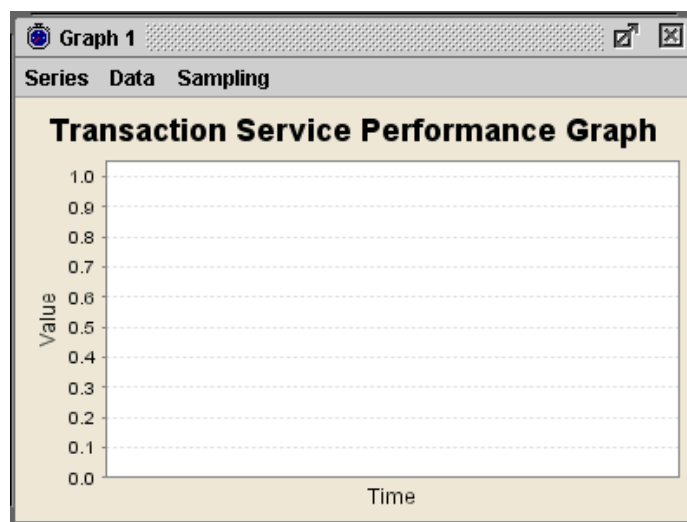 Graph 1
Series Data Sampling
Transaction Service Performance Graph
1.0
0.9
0.8
0.7
0.6
0.5
0.4
0.3
0.2
0.1
0.0
Value
Time